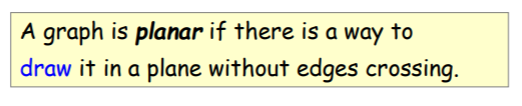 A graph is planar if there is a way to
draw it in a plane without edges crossing.